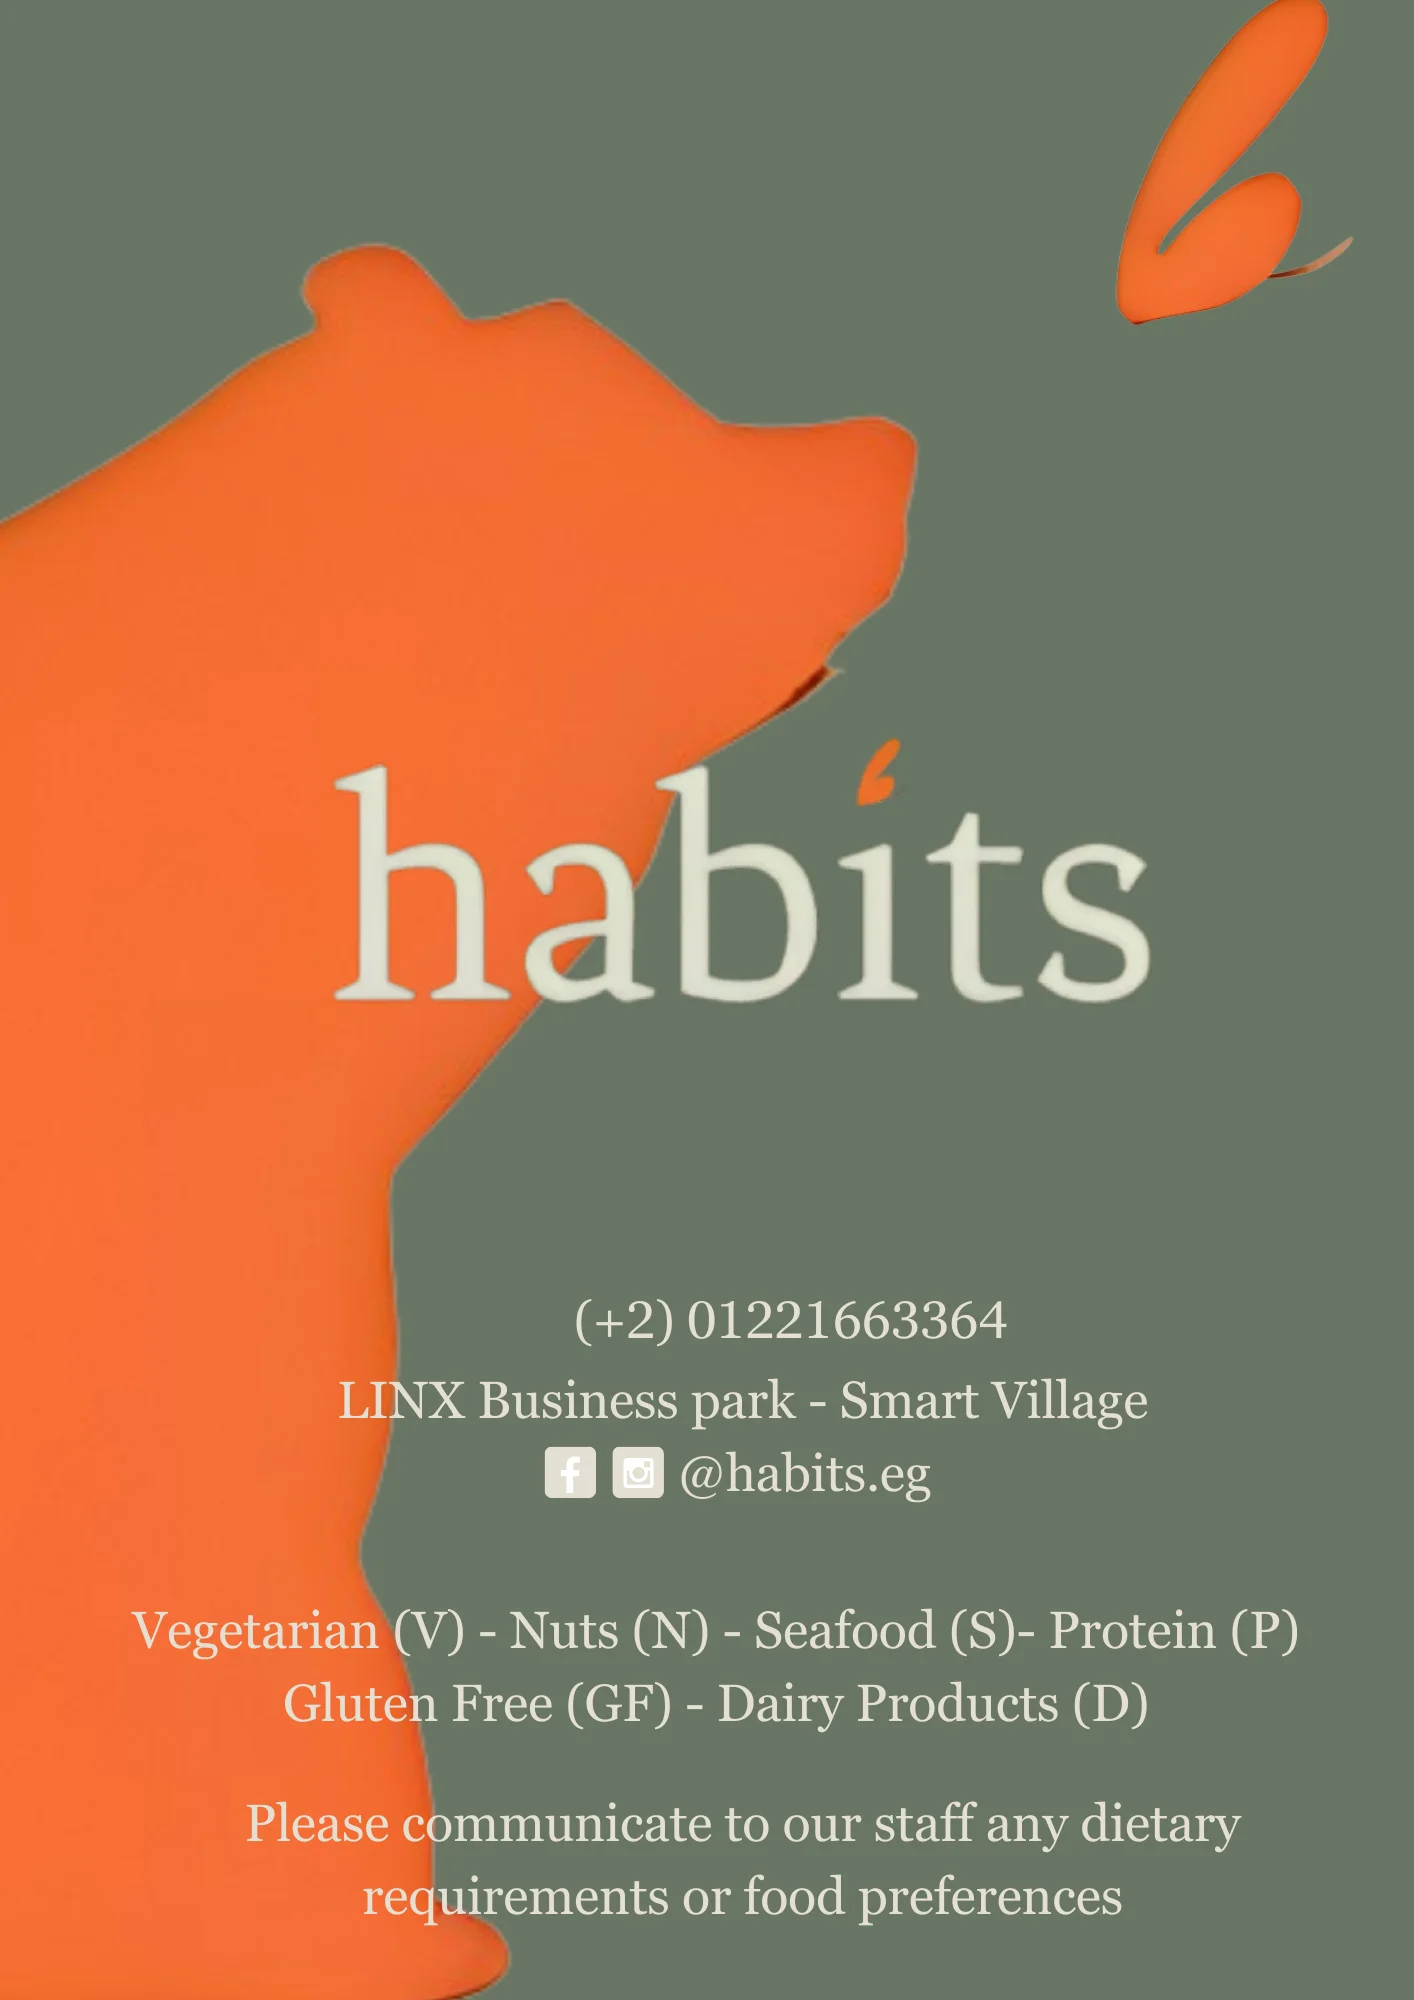 habits
(+2) 01221663364
LINX Business park - Smart Village
@habits.eg
Vegetarian (V) - Nuts (N) - Seafood (S)- Protein (P)
Gluten Free (GF) - Dairy Products (D)
Please communicate to our staff any dietary
requirements or food preferences